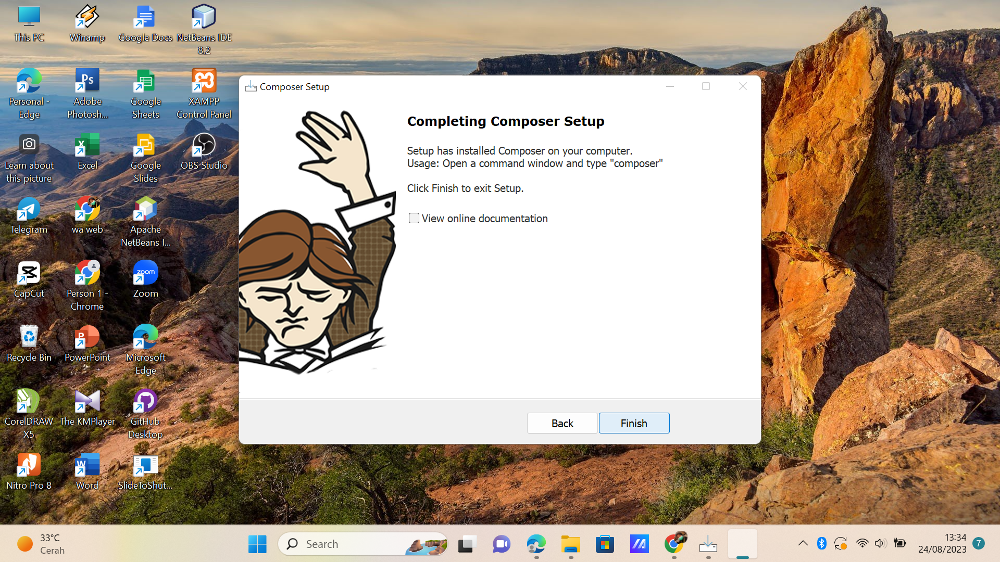 This PC
Winamp
Google Docs
NetBeans IDE
8.2
Personal -
Edge
Ps
Adobe
Photosh...
Google
Sheets
XAMPP
Control Panel
Learn about
this picture
X
Excel
Google
Slides
OBS Studio
Telegram
wa web
Apache
NetBeans I...
CapCut
Person 1 -
Chrome
zoom
Zoom
Recycle Bin
P
PowerPoint
Microsoft
Edge
CorelDRAW
X5
The KMPlayer
GitHub
Desktop
Nitro Pro 8
W
Word
SlideToShut...
Composer Setup
Completing Composer Setup
Setup has installed Composer on your computer.
Usage: Open a command window and type "composer"
Click Finish to exit Setup.
View online documentation
Back
Finish
33°C
Cerah
Search
13:34
24/08/2023
7